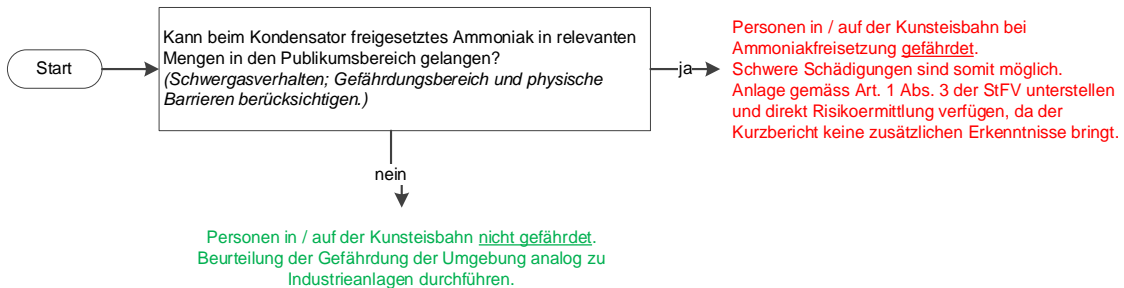 Start
Kann beim Kondensator freigesetztes Ammoniak in relevanten
Mengen in den Publikumsbereich gelangen?
(Schwergasverhalten; Gefährdungsbereich und physische
Barrieren berücksichtigen.)
ja
Personen in / auf der Kunsteisbahn bei
Ammoniakfreisetzung gefährdet.
Schwere Schädigungen sind somit möglich.
Anlage gemäss Art. 1 Abs. 3 der StFV unterstellen
und direkt Risikoermittlung verfügen, da der
Kurzbericht keine zusätzlichen Erkenntnisse bringt.
nein
Personen in / auf der Kunsteisbahn nicht gefährdet.
Beurteilung der Gefährdung der Umgebung analog zu
Industrieanlagen durchführen.